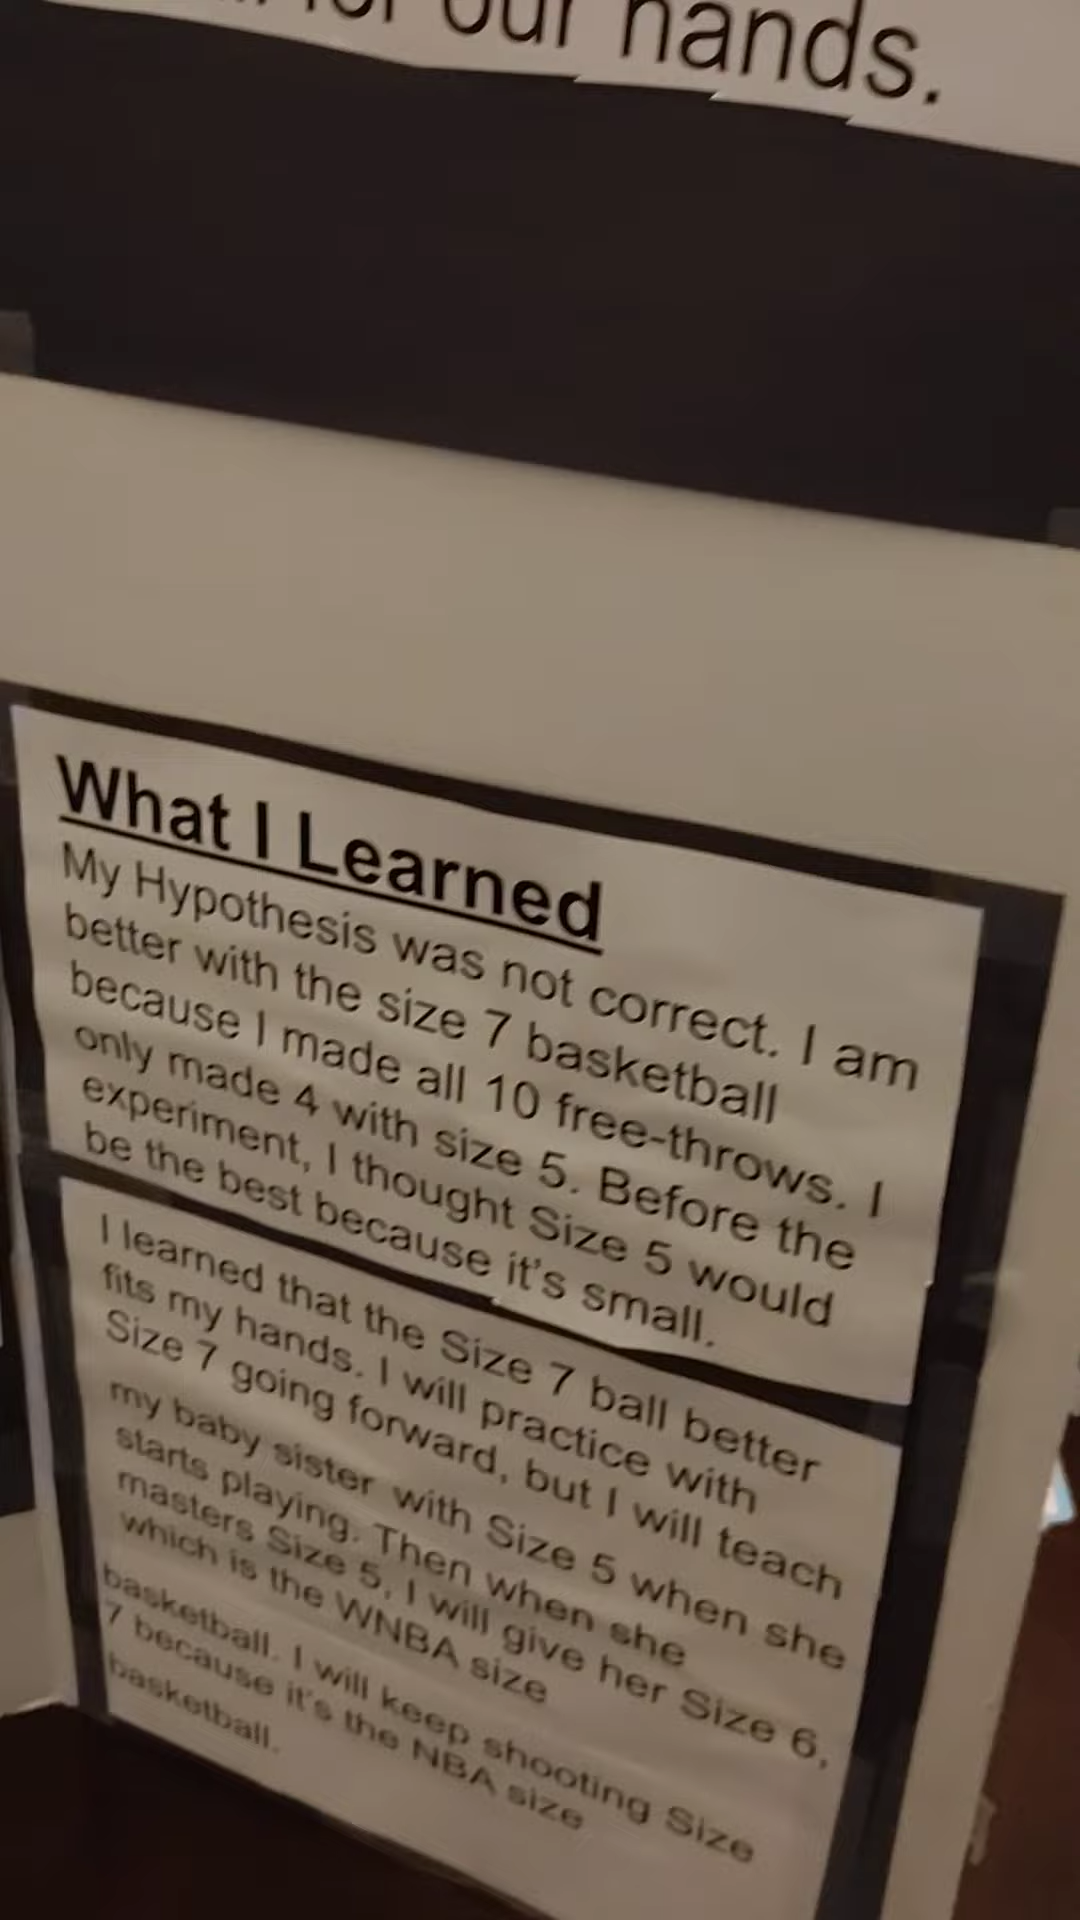 for our hands.
What I Learned
My Hypothesis was not correct. I am
better with the size 7 basketball
because I made all 10 free-throws. I
only made 4 with size 5. Before the
experiment, I thought Size 5 would
be the best because it's small.
I learned that the Size 7 ball better
fits my hands. I will practice with
Size 7 going forward, but I will teach
my baby sister with Size 5 when she
starts playing. Then when she
masters Size 5, I will give her Size 6,
which is the WNBA size
basketball. I will keep shooting Size
7 because it's the NBA size
basketball.